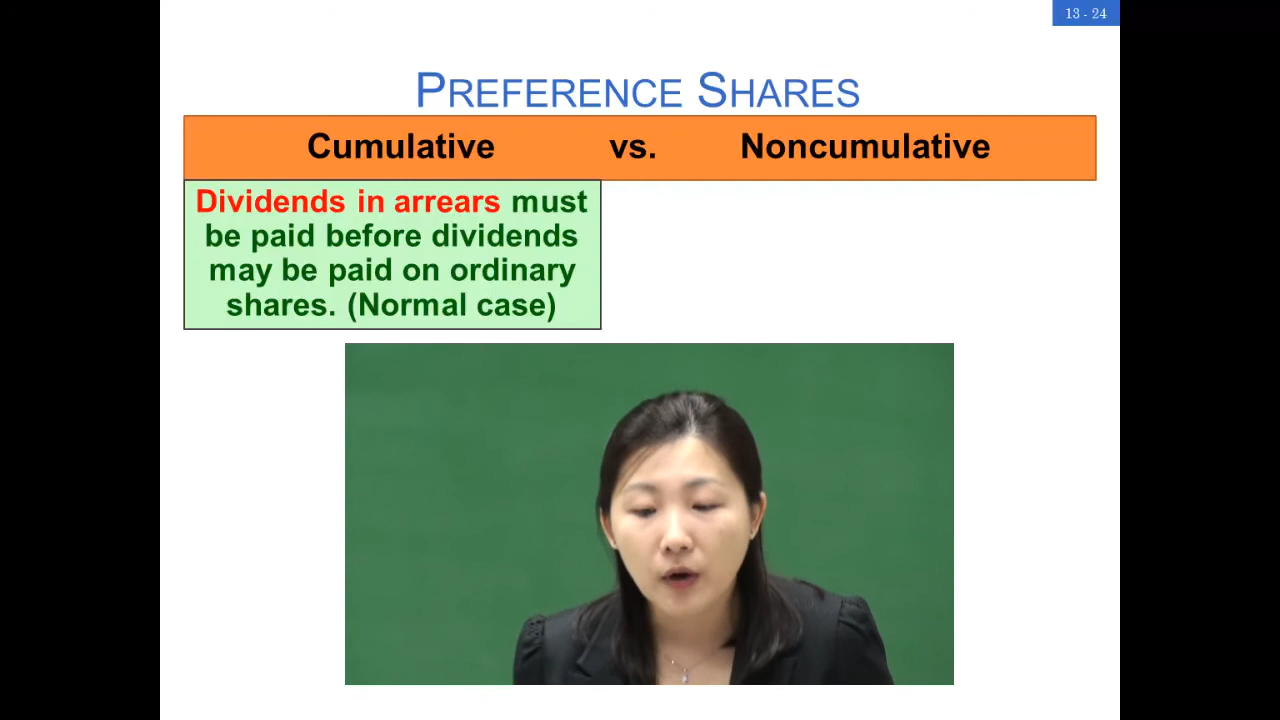 13 - 24
PREFERENCE SHARES
Cumulative vs. Noncumulative
Dividends in arrears must
be paid before dividends
may be paid on ordinary
shares. (Normal case)